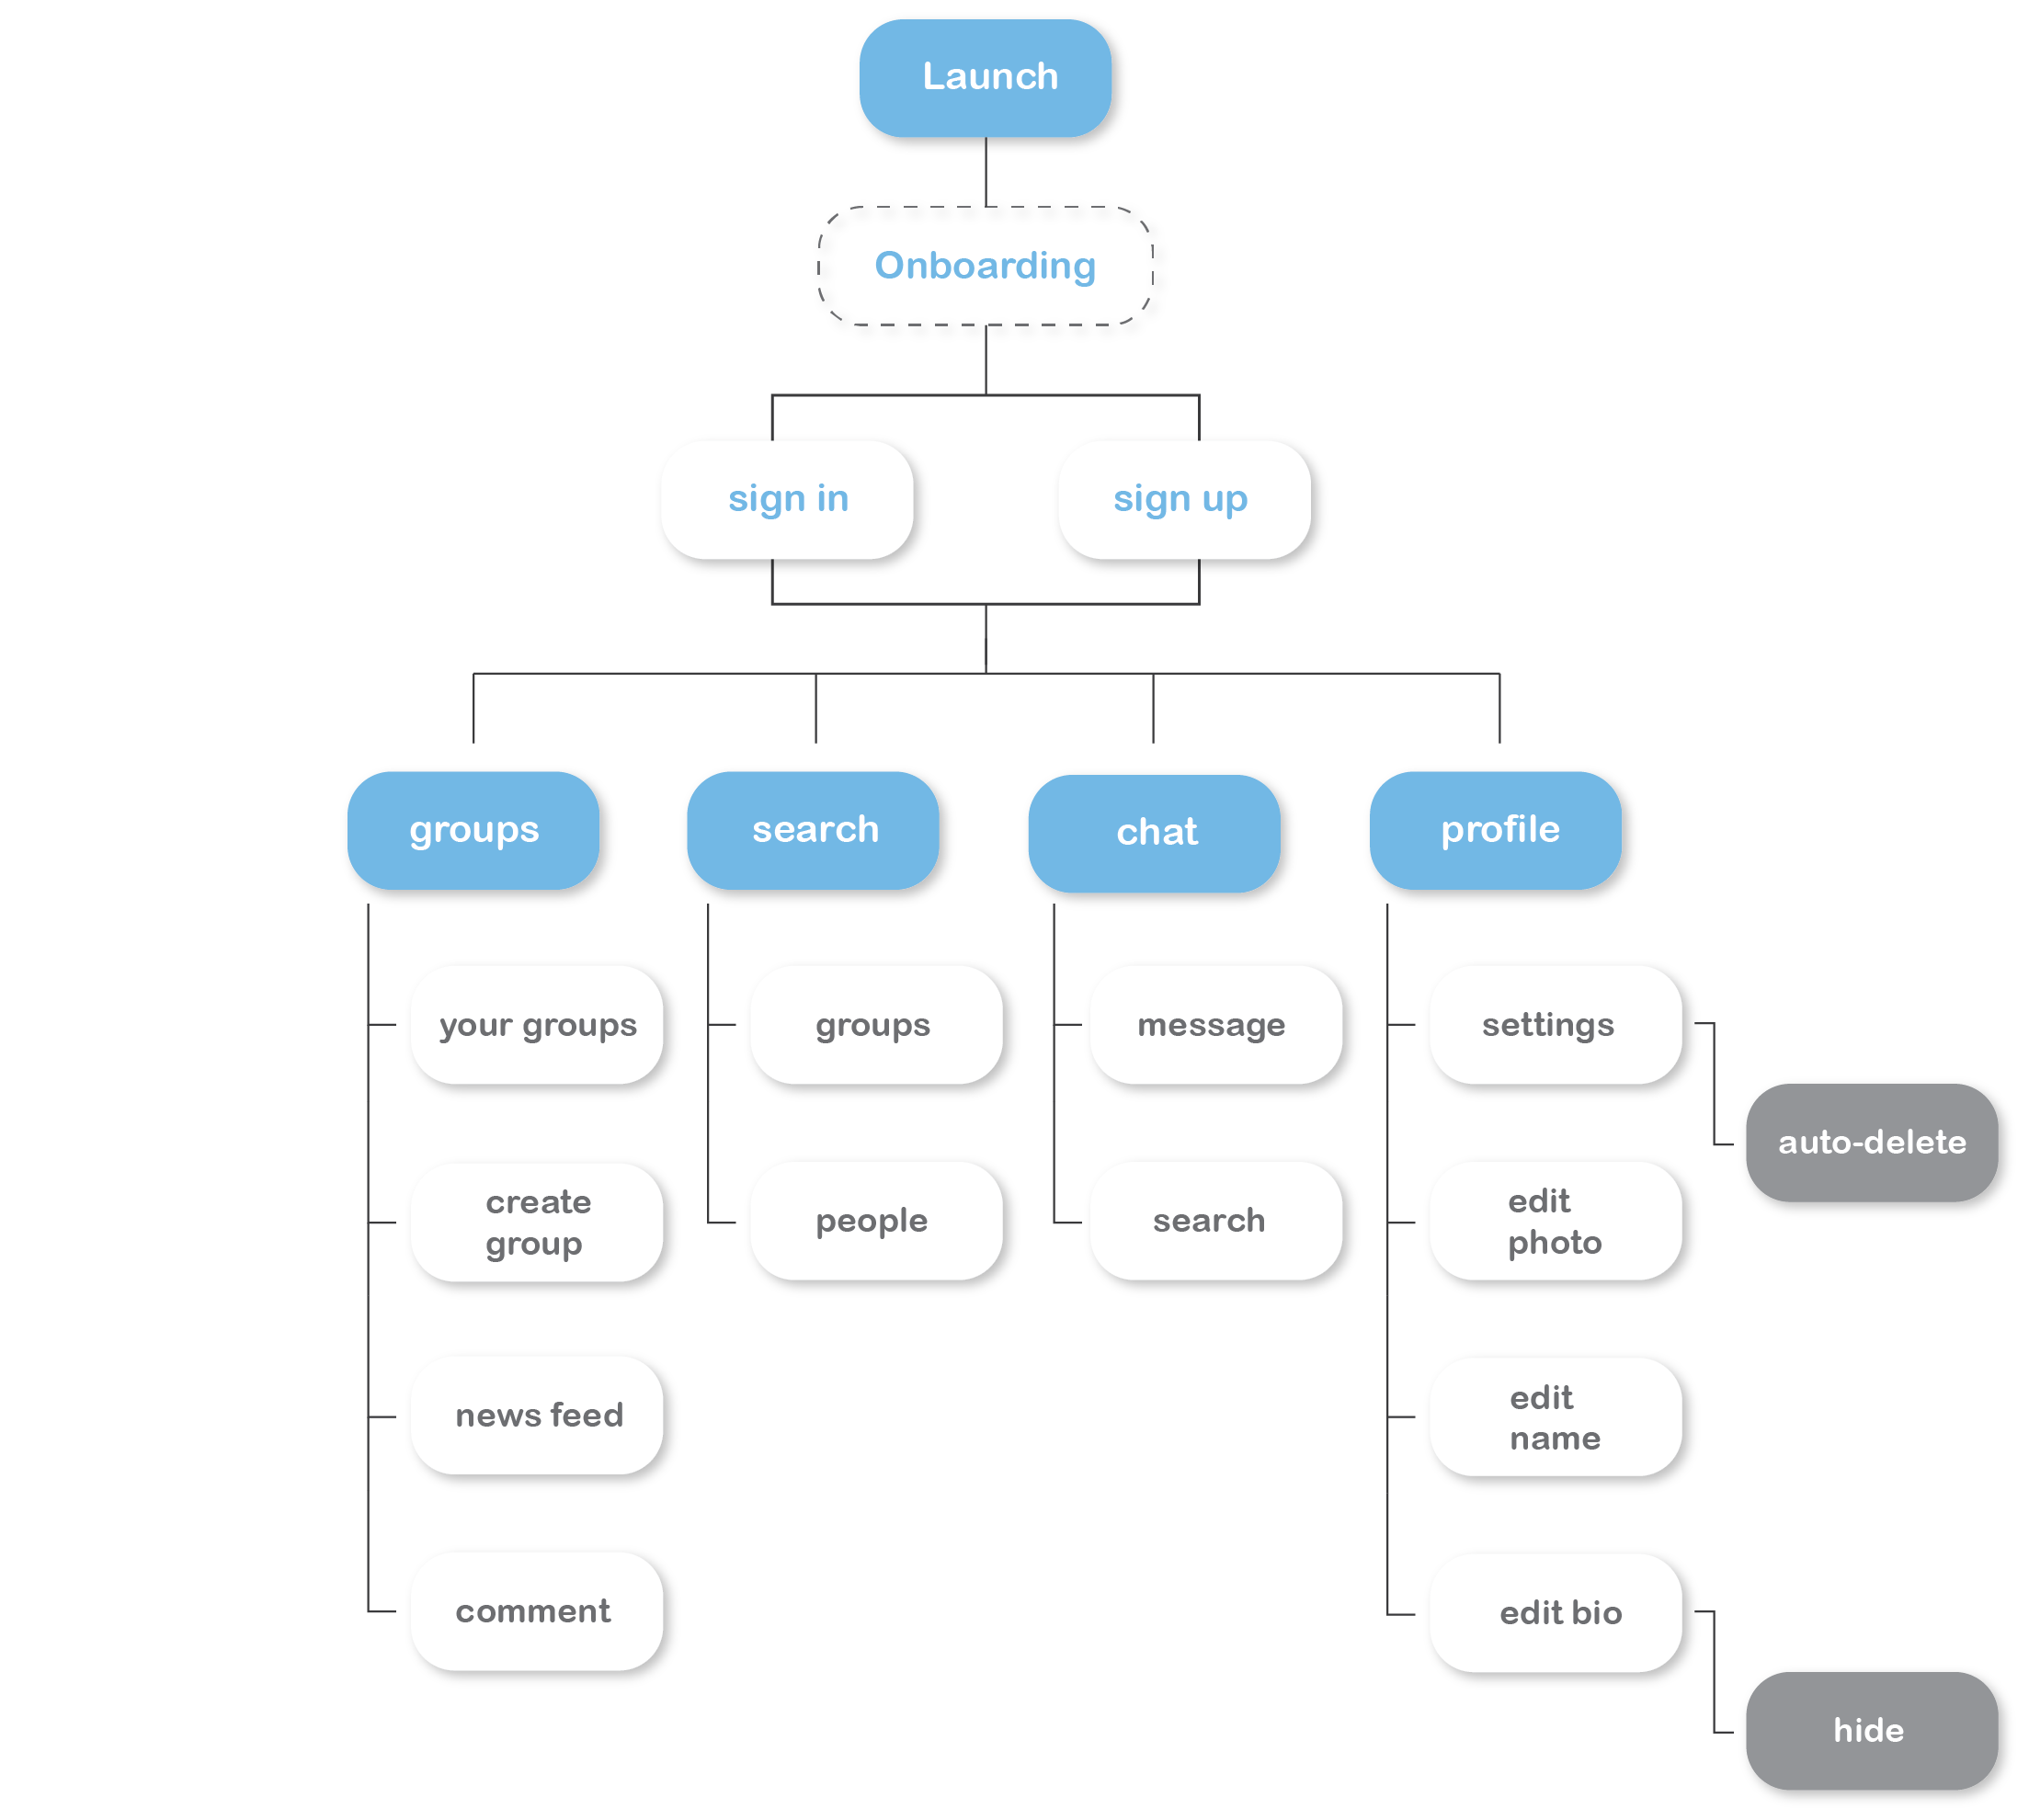 Launch
Onboarding
sign in
sign up
groups
search
chat
profile
your groups
groups
message
settings
auto-delete
create
group
people
search
edit
photo
news feed
edit
name
comment
edit bio
hide